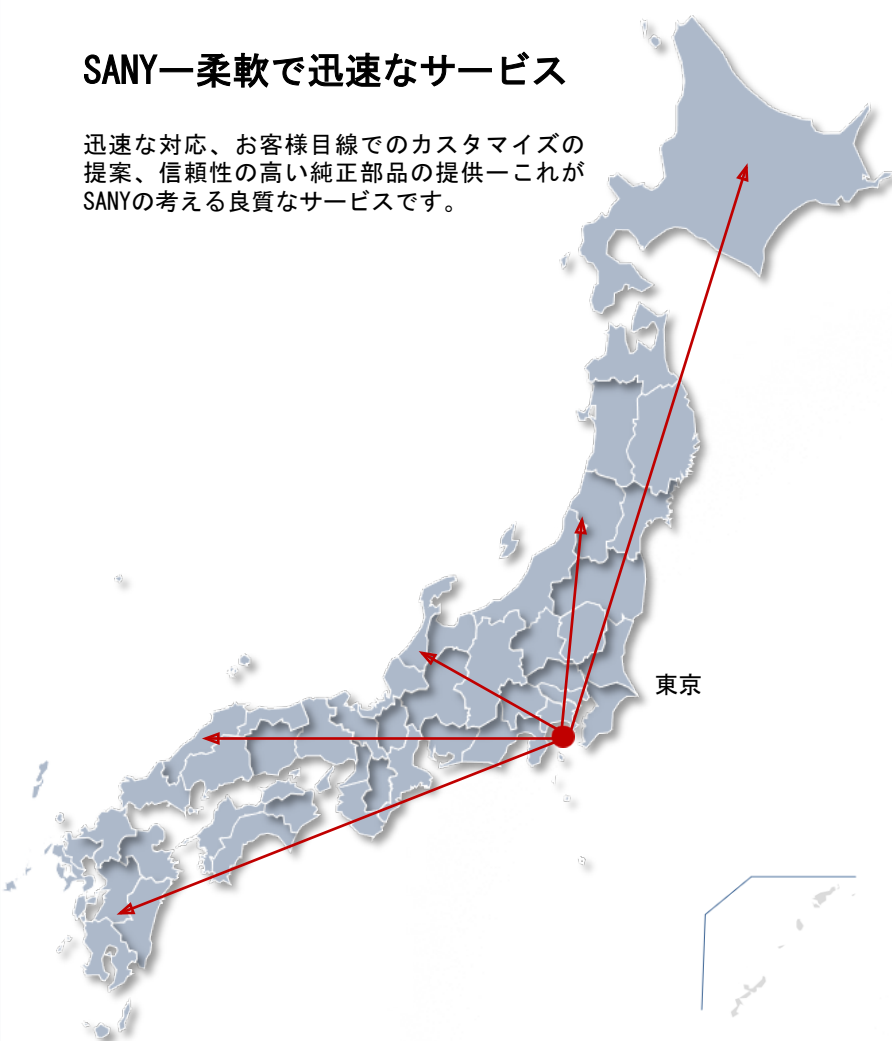 SANY一柔軟で迅速なサービス
迅速な対応、お客様目線でのカスタマイズの
提案、信頼性の高い純正部品の提供一これが
SANYの考える良質なサービスです。
東京